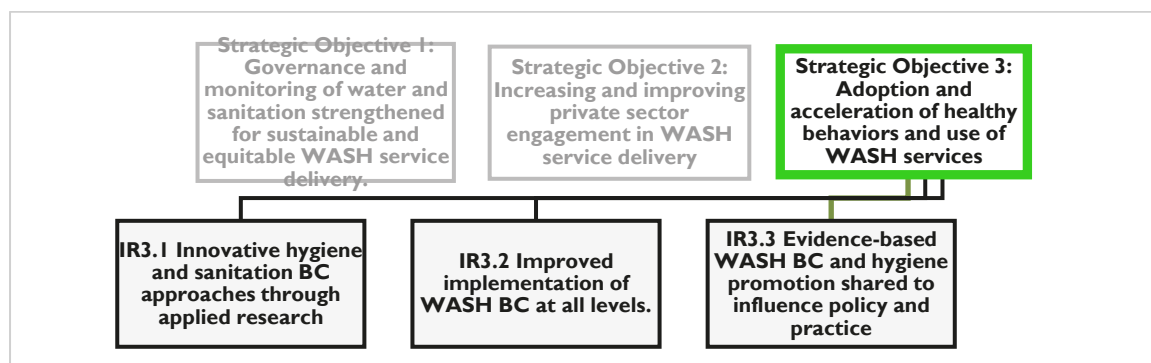 Strategic Objective 1:
Governance and
monitoring of water and
sanitation strengthened
for sustainable and
equitable WASH service
delivery.
Strategic Objective 2:
Increasing and improving
private sector
engagement in WASH
service delivery
Strategic Objective 3:
Adoption and
acceleration of healthy
behaviors and use of
WASH services
IR3.1 Innovative hygiene
and sanitation BC
approaches through
applied research
IR3.2 Improved
implementation of
WASH BC at all levels.
IR3.3 Evidence-based
WASH BC and hygiene
promotion shared to
influence policy and
practice